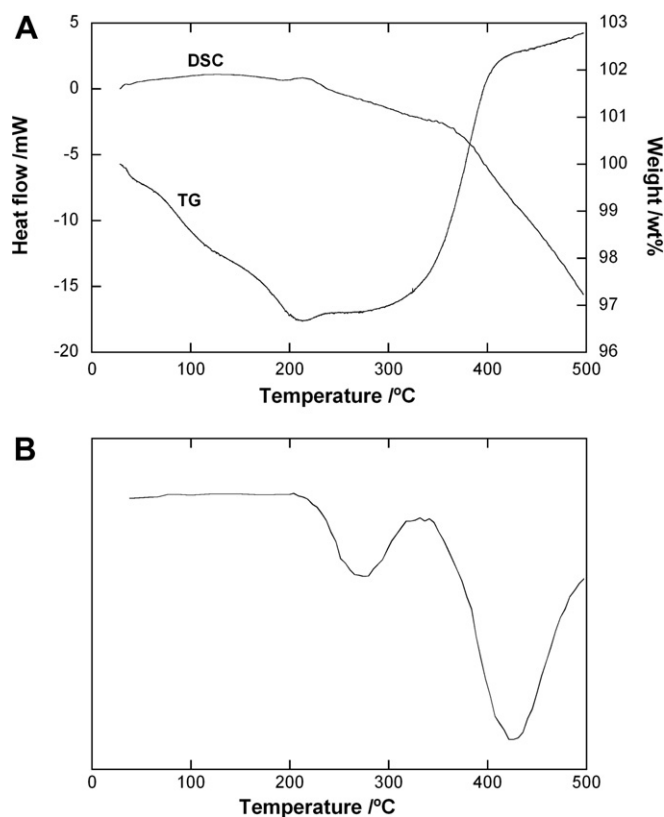 A
5
0
-5
-10
-15
-20
Heat flow /mW
DSC
TG
103
102
101
100
99
98
97
96
Weight /wt%
0 100 200 300 400 500
Temperature /ºC
B
0 100 200 300 400 500
Temperature /ºC